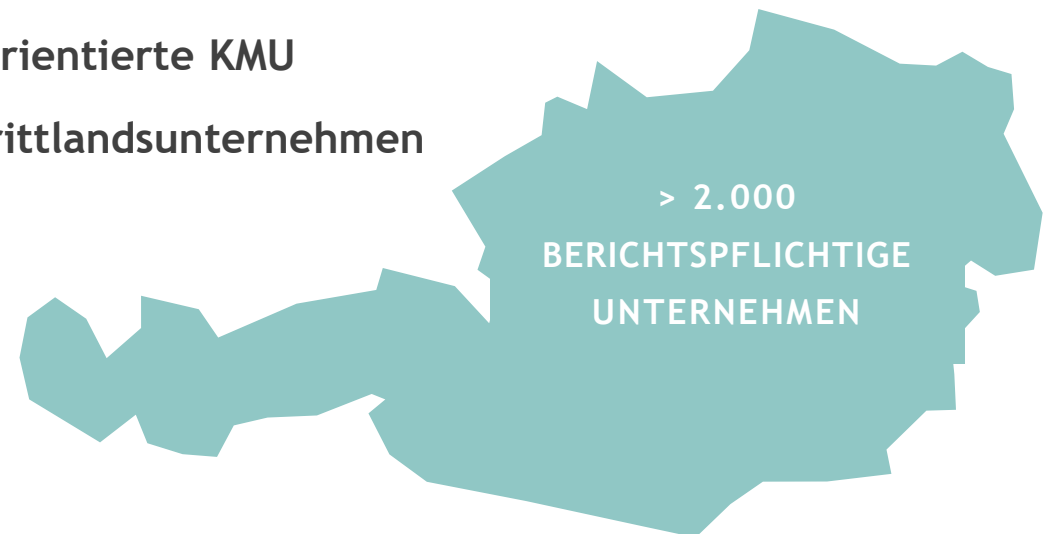 rientierte KMU
rittlandsunternehmen
> 2.000
BERICHTSPFLICHTIGE
UNTERNEHMEN